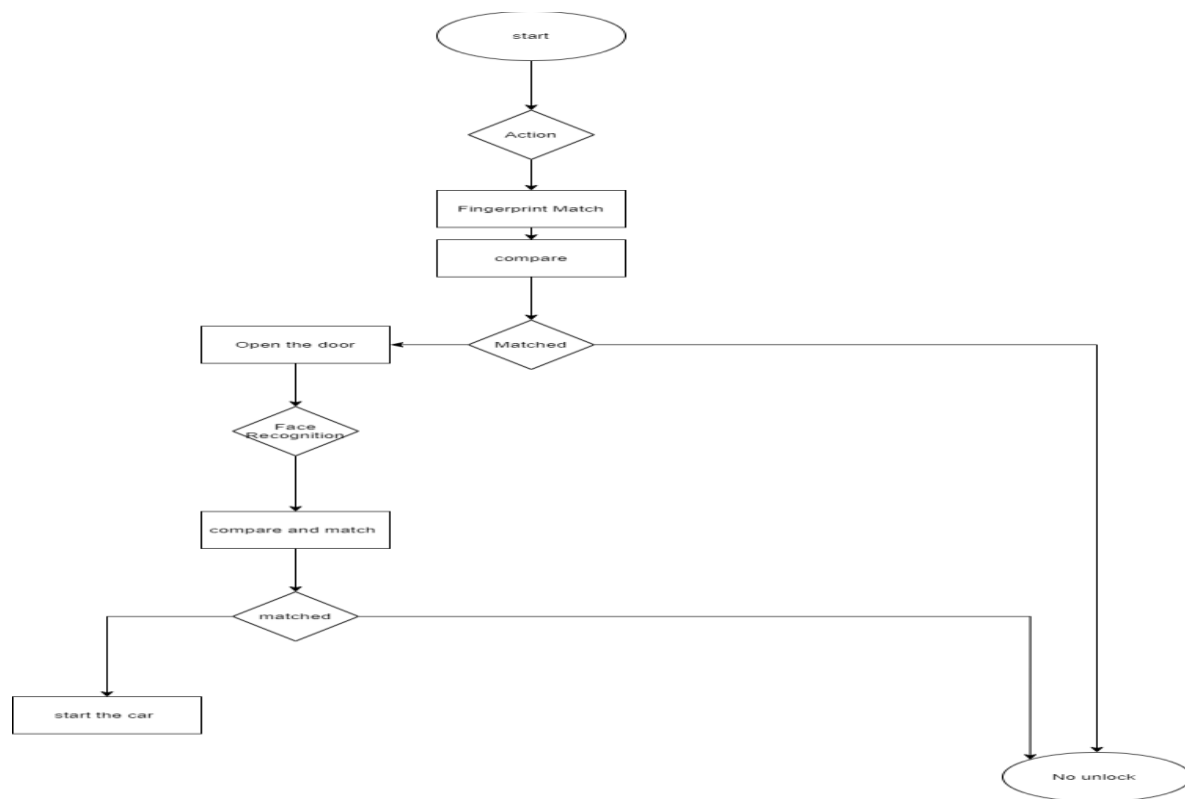 start
Action
Fingerprint Match
compare
Open the door
Matched
Face
Recognition
compare and match
matched
start the car
No unlock